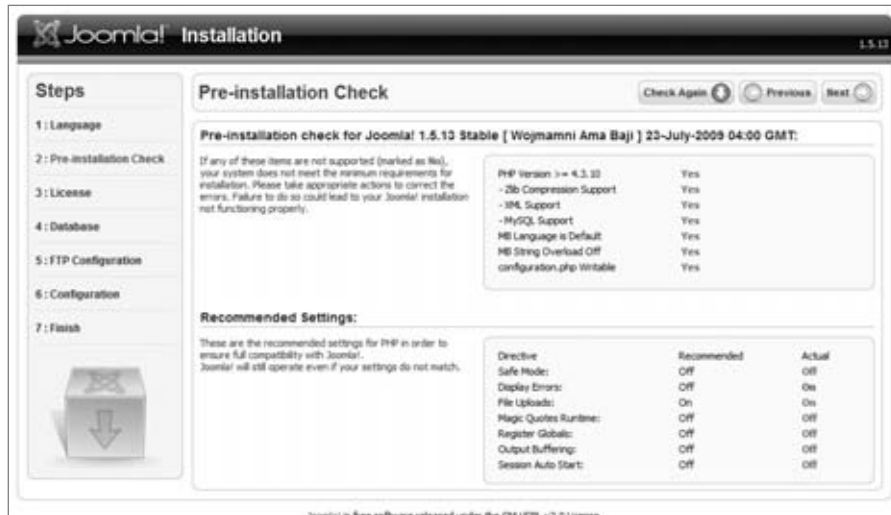 Joomla! Installation
1.5.13
Steps
1 : Language
2 : Pre-installation Check
3 : License
4 : Database
5 : FTP Configuration
6 : Configuration
7 : Finish
Pre-installation Check
Check Again
Previous
Next
Pre-installation check for Joomla! 1.5.13 Stable [ Wojmamni Ama Baji ] 23-July-2009 04:00 GMT:
If any of these items are not supported (marked as No),
your system does not meet the minimum requirements for
installation. Please take appropriate actions to correct the
errors. Failure to do so could lead to your Joomla! installation
not functioning properly.
PHP Version >= 4.3.10 Yes
- Zlib Compression Support Yes
- XML Support Yes
- MySQL Support Yes
MB Language is Default Yes
MB String Overload Off Yes
configuration.php Writable Yes
Recommended Settings:
These are the recommended settings for PHP in order to
ensure full compatibility with Joomla!.
Joomla! will still operate even if your settings do not match.
Directive Recommended Actual
Safe Mode: Off Off
Display Errors: Off On
File Uploads: On On
Magic Quotes Runtime: Off Off
Register Globals: Off Off
Output Buffering: Off Off
Session Auto Start: Off Off